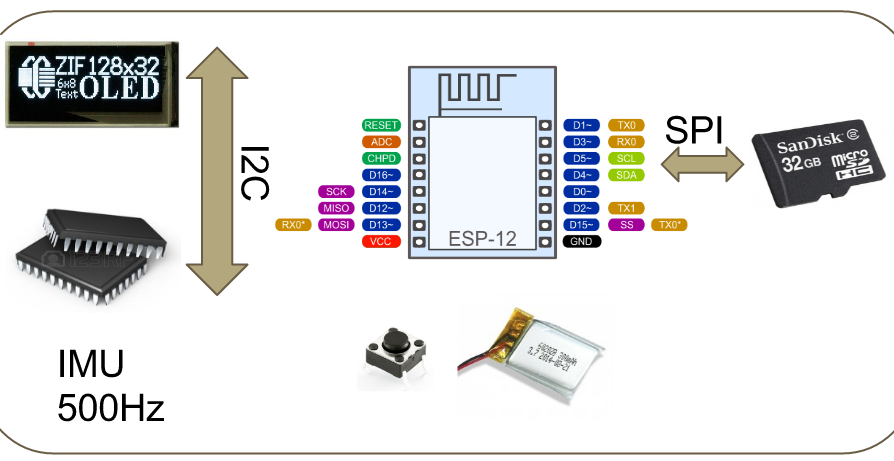 ZIF 128x32
6x8
Text OLED
I2C
IMU
500Hz
RESET
ADC
CHPD
D16~
SCK D14~
MISO D12~
RX0* MOSI D13~
VCC
ESP-12
D1~ TX0
D3~ RX0
D5~ SCL
D4~ SDA
D0~
D2~ TX1
D15~ SS TX0*
GND
SPI
SanDisk
32GB
micro
SD
HC